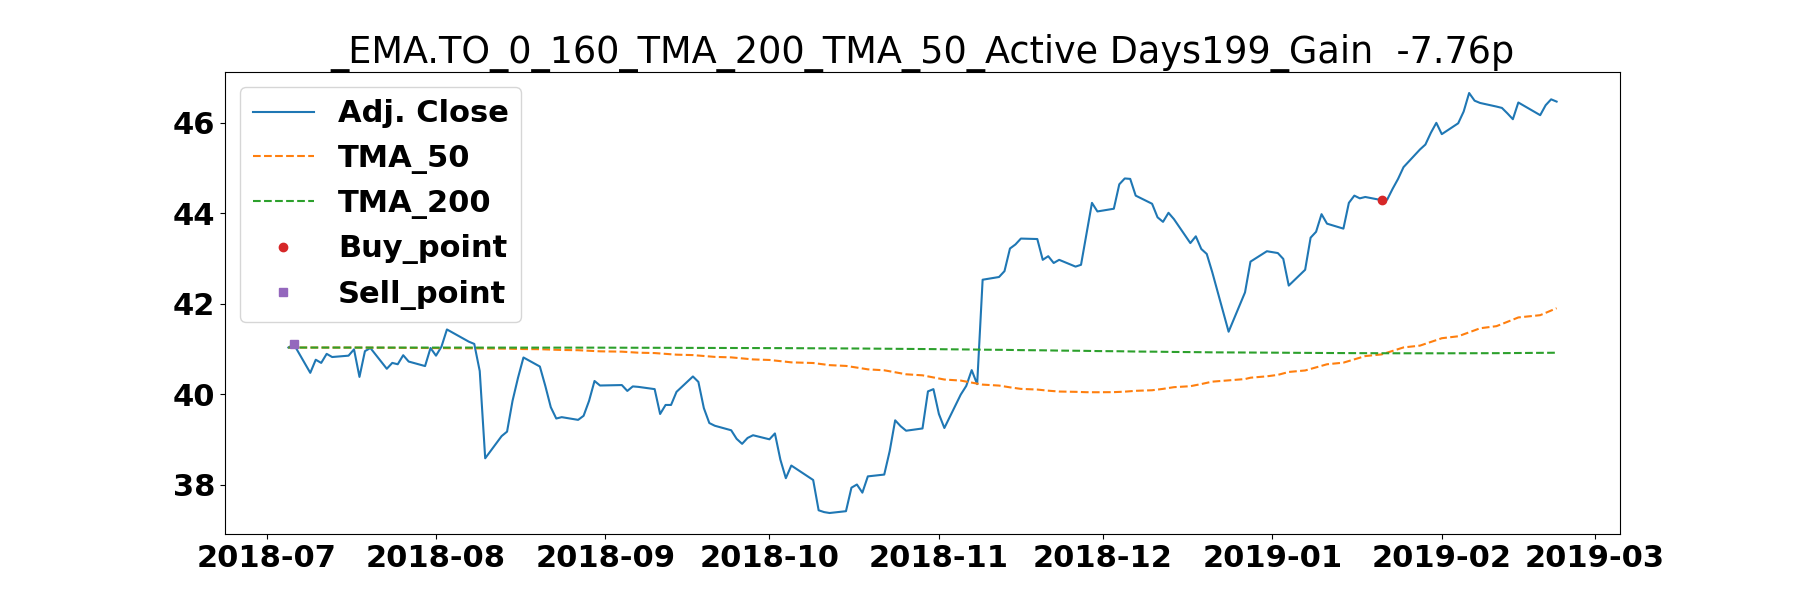 _EMA.TO_0_160_TMA_200_TMA_50_Active Days199_Gain  -7.76p
Adj. Close
TMA_50
TMA_200
Buy_point
Sell_point
46
44
42
40
38
2018-07 2018-08 2018-09 2018-10 2018-11 2018-12 2019-01 2019-02 2019-03